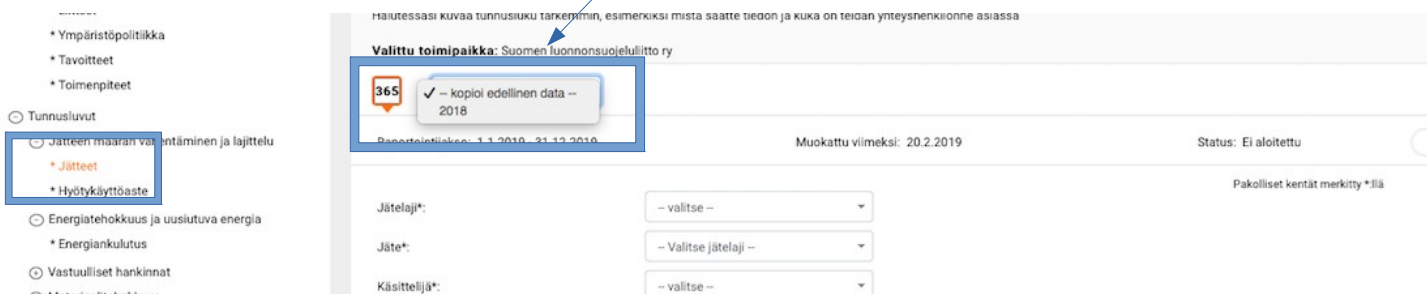 * Ympäristöpolitiikka
* Tavoitteet
* Toimenpiteet
Tunnusluvut
Jätteen määrän vähentäminen ja lajittelu
* Jätteet
* Hyötykäyttöaste
Energiatehokkuus ja uusiutuva energia
* Energiankulutus
Vastuulliset hankinnat
Halutessasi kuvaa tunnusluku tarkemmin, esimerkiksi mistä saatte tiedon ja kuka on teidän yhteyshenkilönne asiassa
Valittu toimipaikka: Suomen luonnonsuojeluliitto ry
365
✓ -- kopioi edellinen data --
2018
Raportointijakso: 1.1.2019 - 31.12.2019 Muokattu viimeksi: 20.2.2019 Status: Ei aloitettu
Pakolliset kentät merkitty *:llä
Jätelaji*: -- valitse --
Jäte*: -- Valitse jätelaji --
Käsittelijä*: -- valitse --